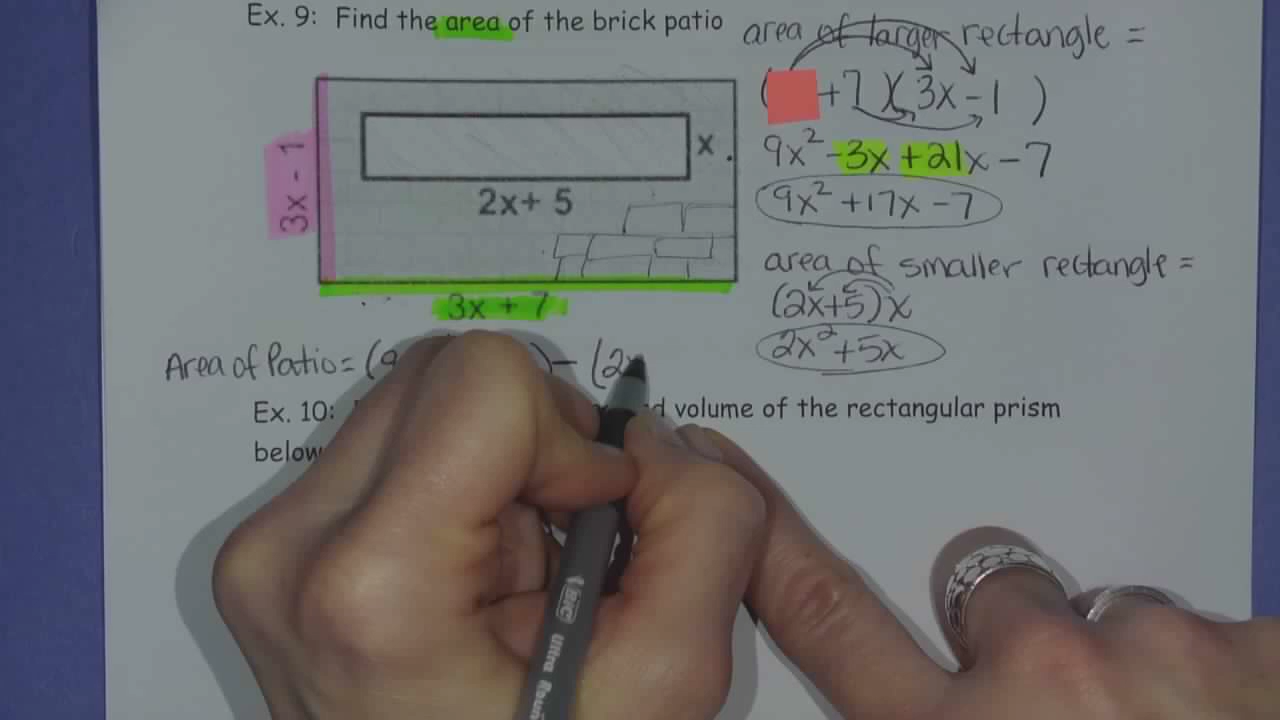 Ex. 9: Find the area of the brick patio
area of larger rectangle =
( +7)(3x-1)
9x² -3x +21x -7
9x² +17x -7
3x - 1
x
2x+ 5
3x + 7
area of smaller rectangle =
(2x+5)x
2x²+5x
Area of Patio = (9 ) - (2x
Ex. 10: volume of the rectangular prism
below
BIC Ultra